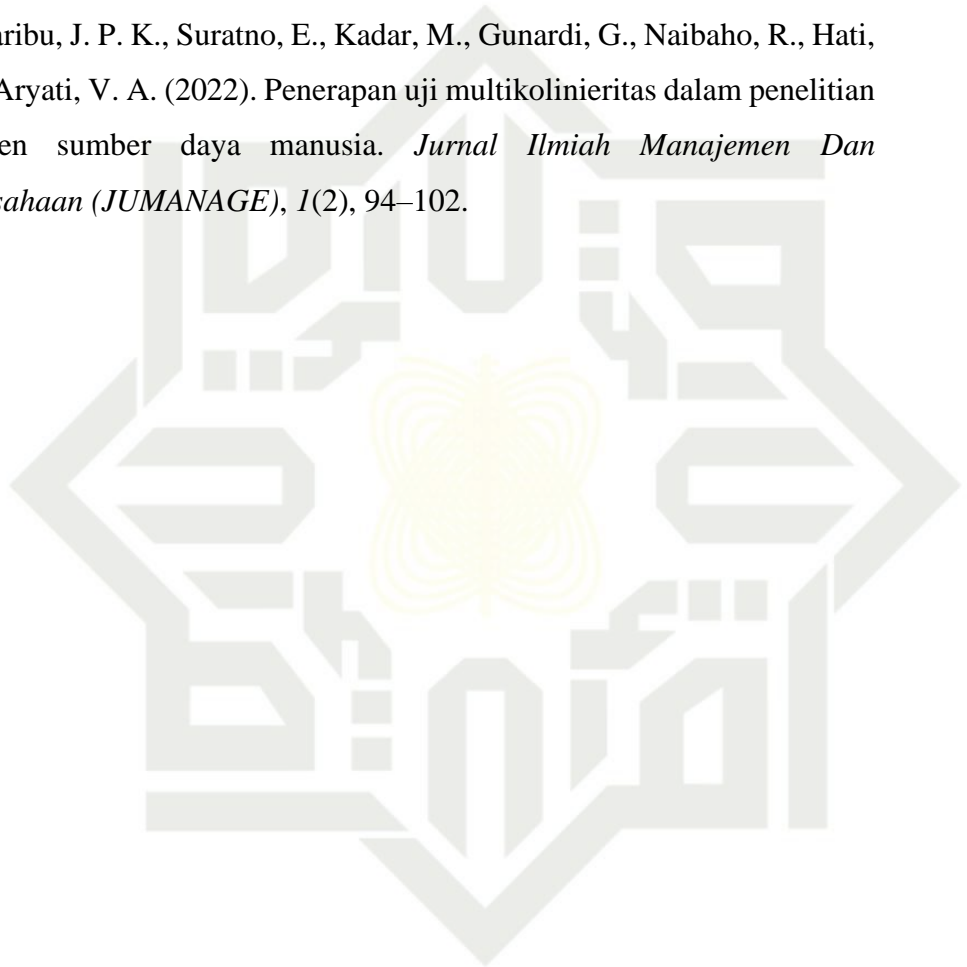 aribu, J. P. K., Suratno, E., Kadar, M., Gunardi, G., Naibaho, R., Hati,
Aryati, V. A. (2022). Penerapan uji multikolinieritas dalam penelitian
en sumber daya manusia. Jurnal Ilmiah Manajemen Dan
sahaan (JUMANAGE), 1(2), 94–102.